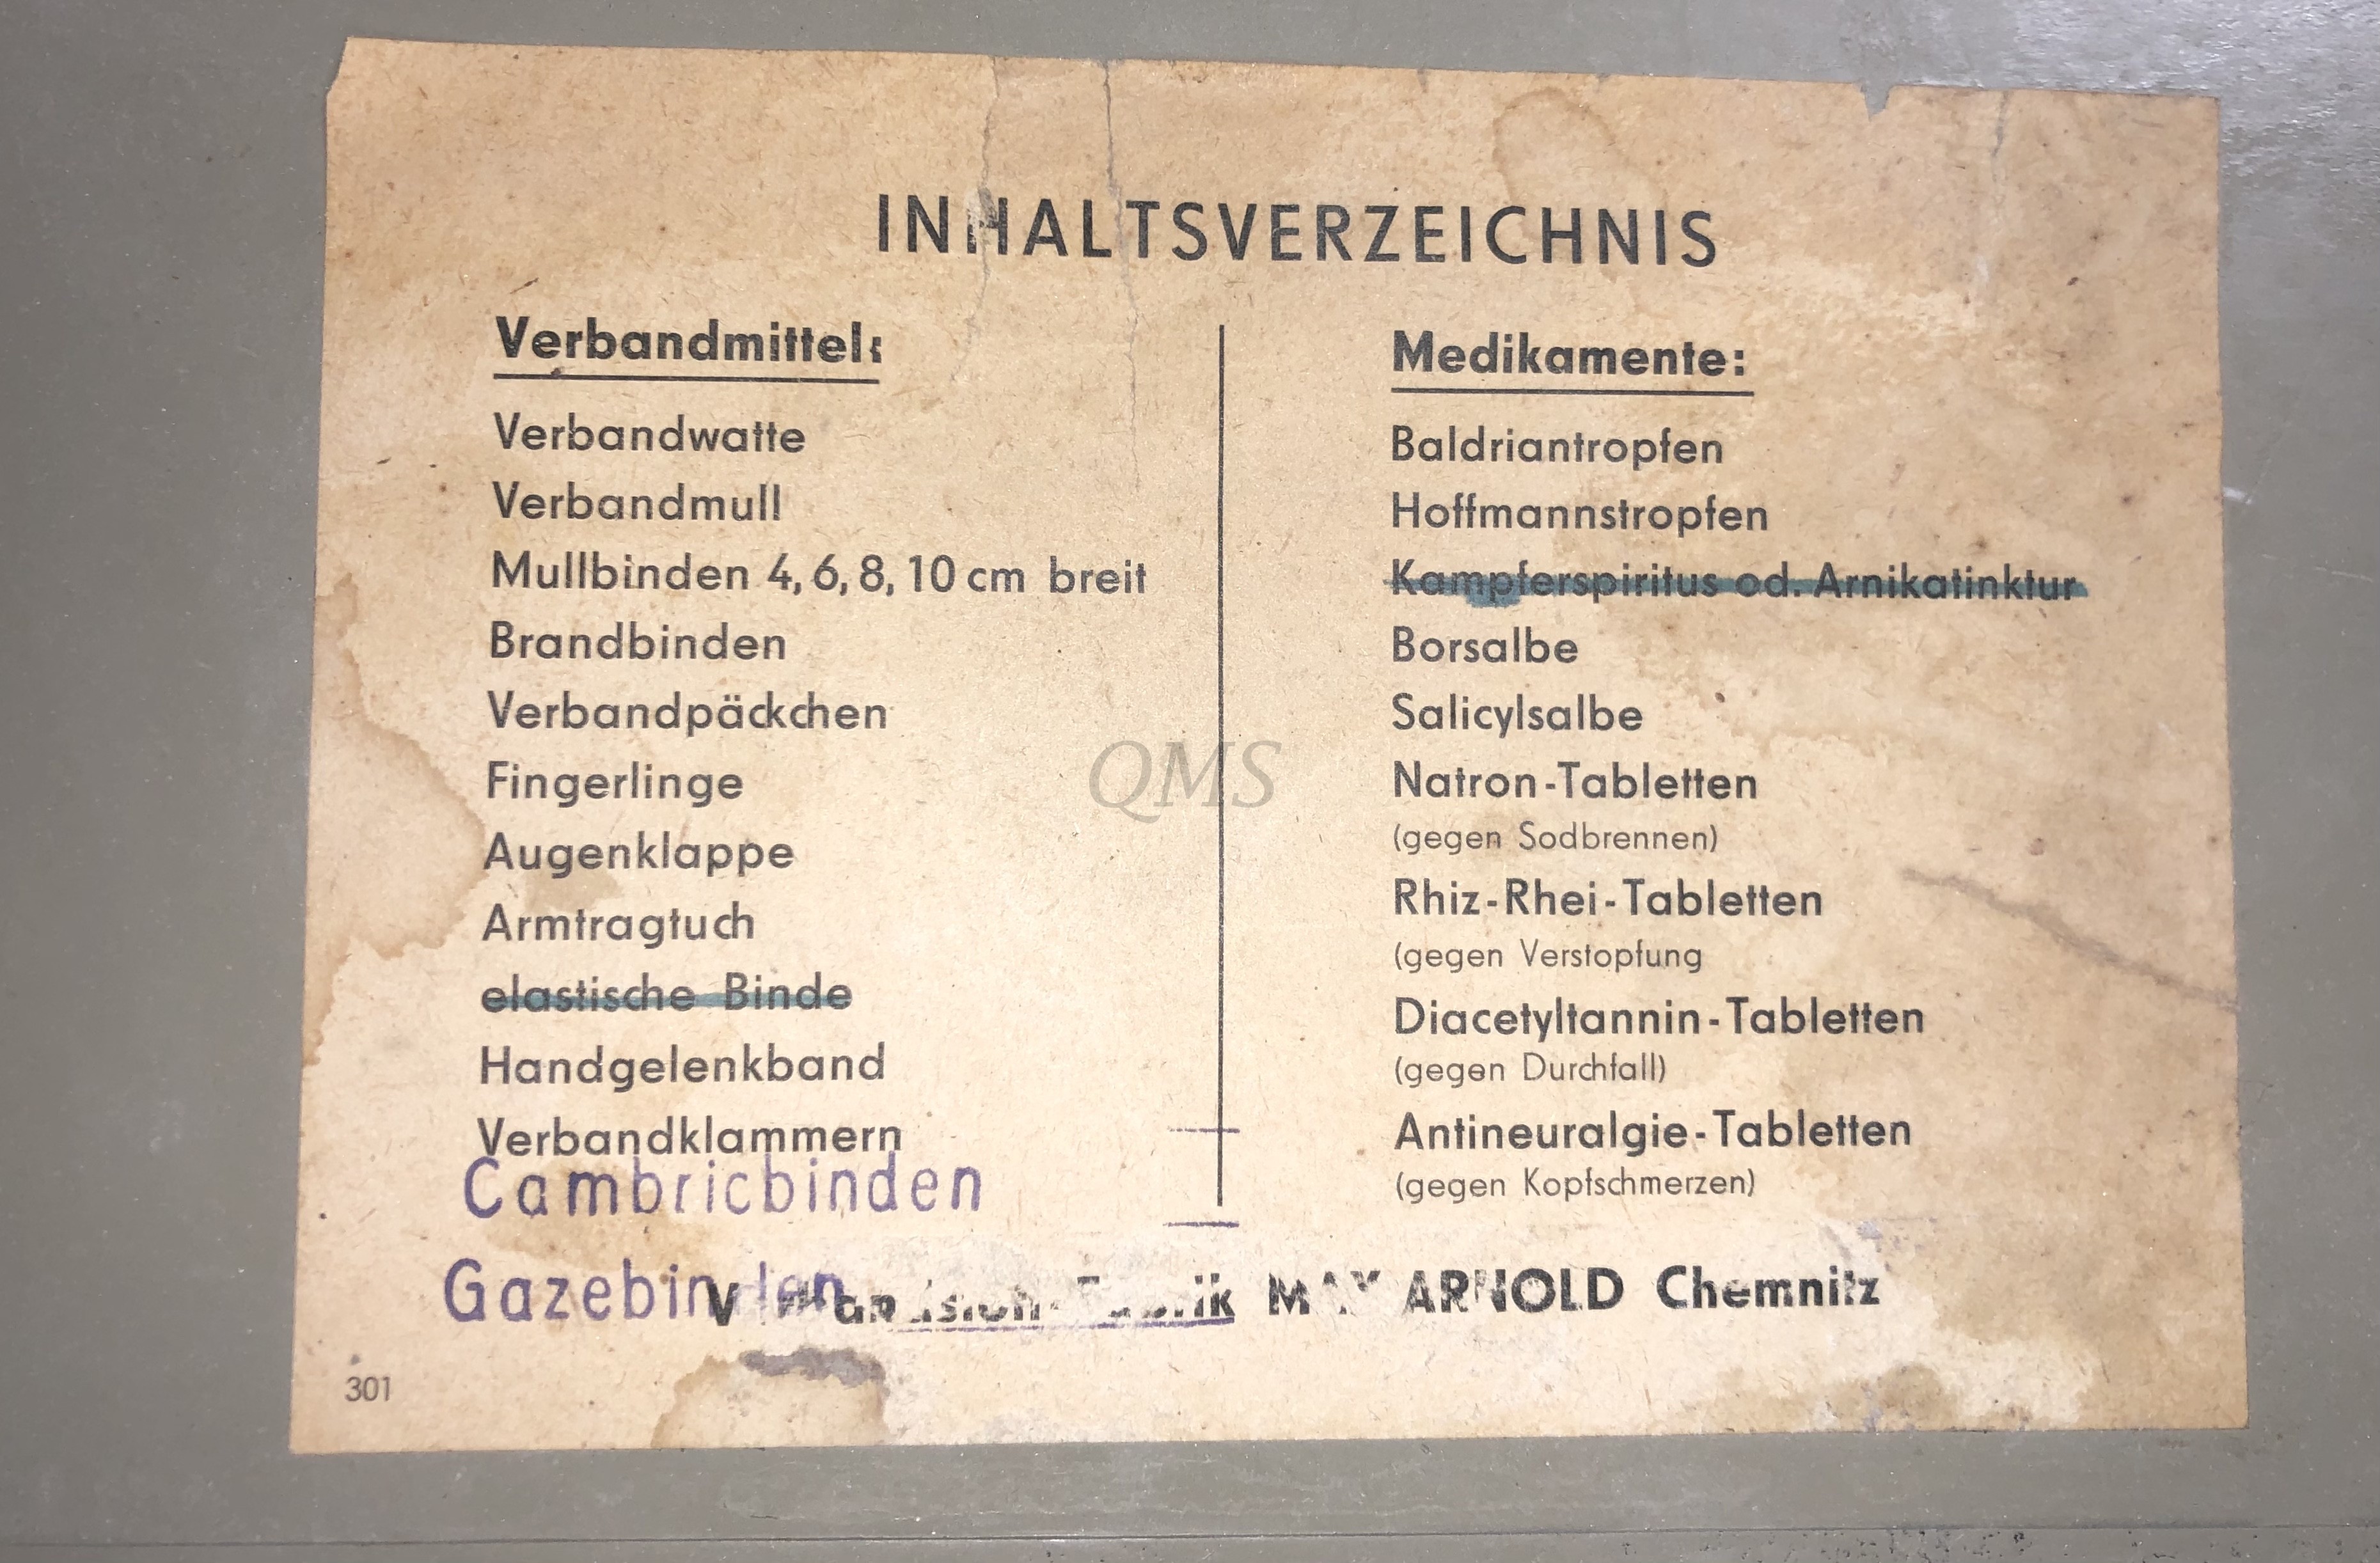 INHALTSVERZEICHNIS
Verbandmittel:
Verbandwatte
Verbandmull
Mullbinden 4, 6, 8, 10 cm breit
Brandbinden
Verbandpäckchen
Fingerlinge
Augenklappe
Armtragtuch
elastische Binde
Handgelenkband
Verbandklammern
Cambricbinden
Gazebinden
Medikamente:
Baldriantropfen
Hoffmannstropfen
Kampferspiritus od. Arnikatinktur
Borsalbe
Salicylsalbe
Natron-Tabletten
(gegen Sodbrennen)
Rhiz-Rhei-Tabletten
(gegen Verstopfung
Diacetyltannin-Tabletten
(gegen Durchfall)
Antineuralgie-Tabletten
(gegen Kopfschmerzen)
MAX ARNOLD Chemnitz
301
QMS